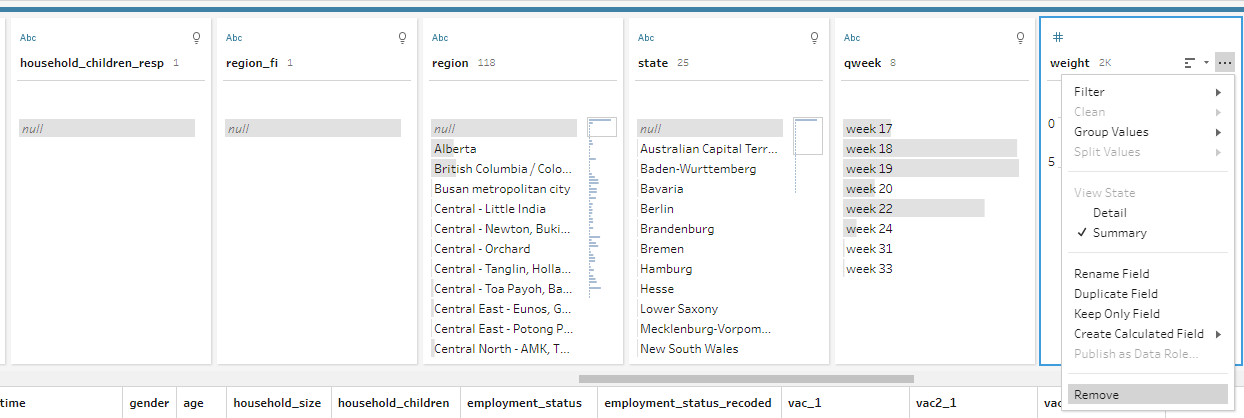 Abc
household_children_resp 1
null
Abc
region_fi 1
null
Abc
region 118
null
Alberta
British Columbia / Colo...
Busan metropolitan city
Central - Little India
Central - Newton, Buki...
Central - Orchard
Central - Tanglin, Holla...
Central - Toa Payoh, Ba...
Central East - Eunos, G...
Central East - Potong P...
Central North - AMK, T...
Abc
state 25
null
Australian Capital Terr...
Baden-Wurttemberg
Bavaria
Berlin
Brandenburg
Bremen
Hamburg
Hesse
Lower Saxony
Mecklenburg-Vorpom...
New South Wales
Abc
qweek 8
week 17
week 18
week 19
week 20
week 22
week 24
week 31
week 33
#
weight 2K
0
5
Filter
Clean
Group Values
Split Values
View State
Detail
✓ Summary
Rename Field
Duplicate Field
Keep Only Field
Create Calculated Field
Publish as Data Role...
Remove
time gender age household_size household_children employment_status employment_status_recoded vac_1 vac2_1 vac